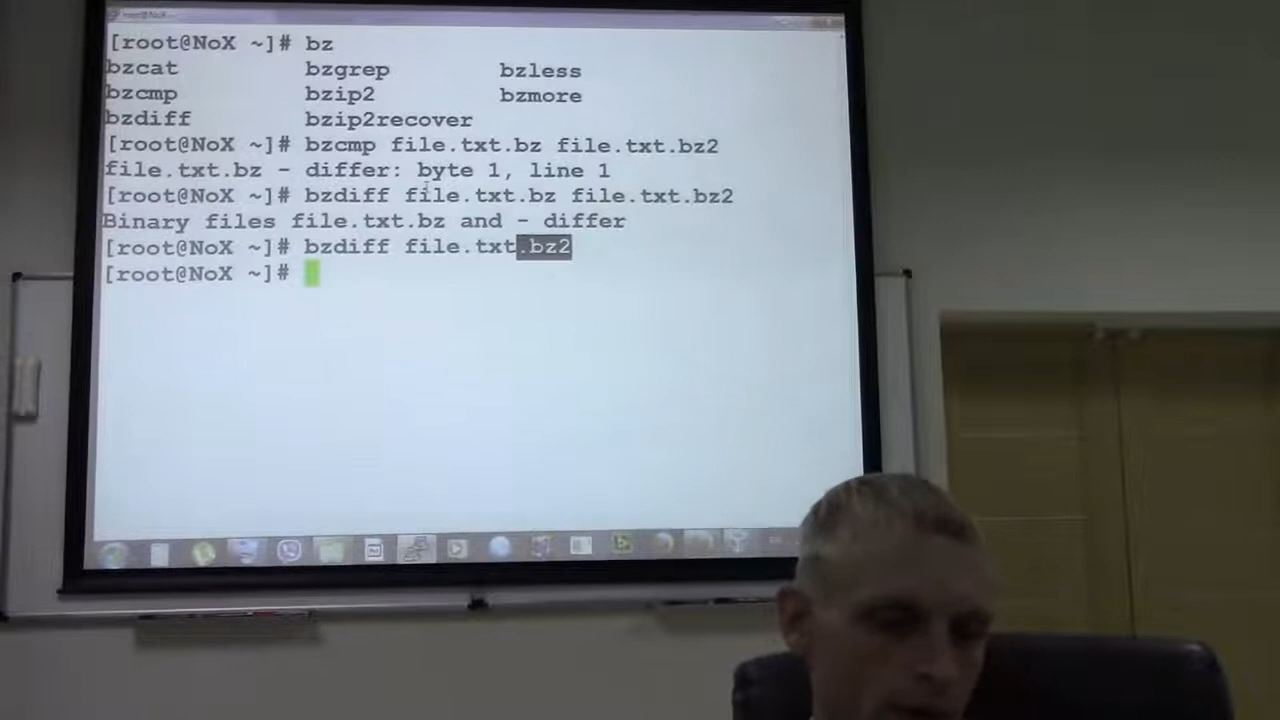 [root@NoX ~]# bz
bzcat bzgrep bzless
bzcmp bzip2 bzmore
bzdiff bzip2recover
[root@NoX ~]# bzcmp file.txt.bz file.txt.bz2
file.txt.bz - differ: byte 1, line 1
[root@NoX ~]# bzdiff file.txt.bz file.txt.bz2
Binary files file.txt.bz and - differ
[root@NoX ~]# bzdiff file.txt.bz2
[root@NoX ~]#